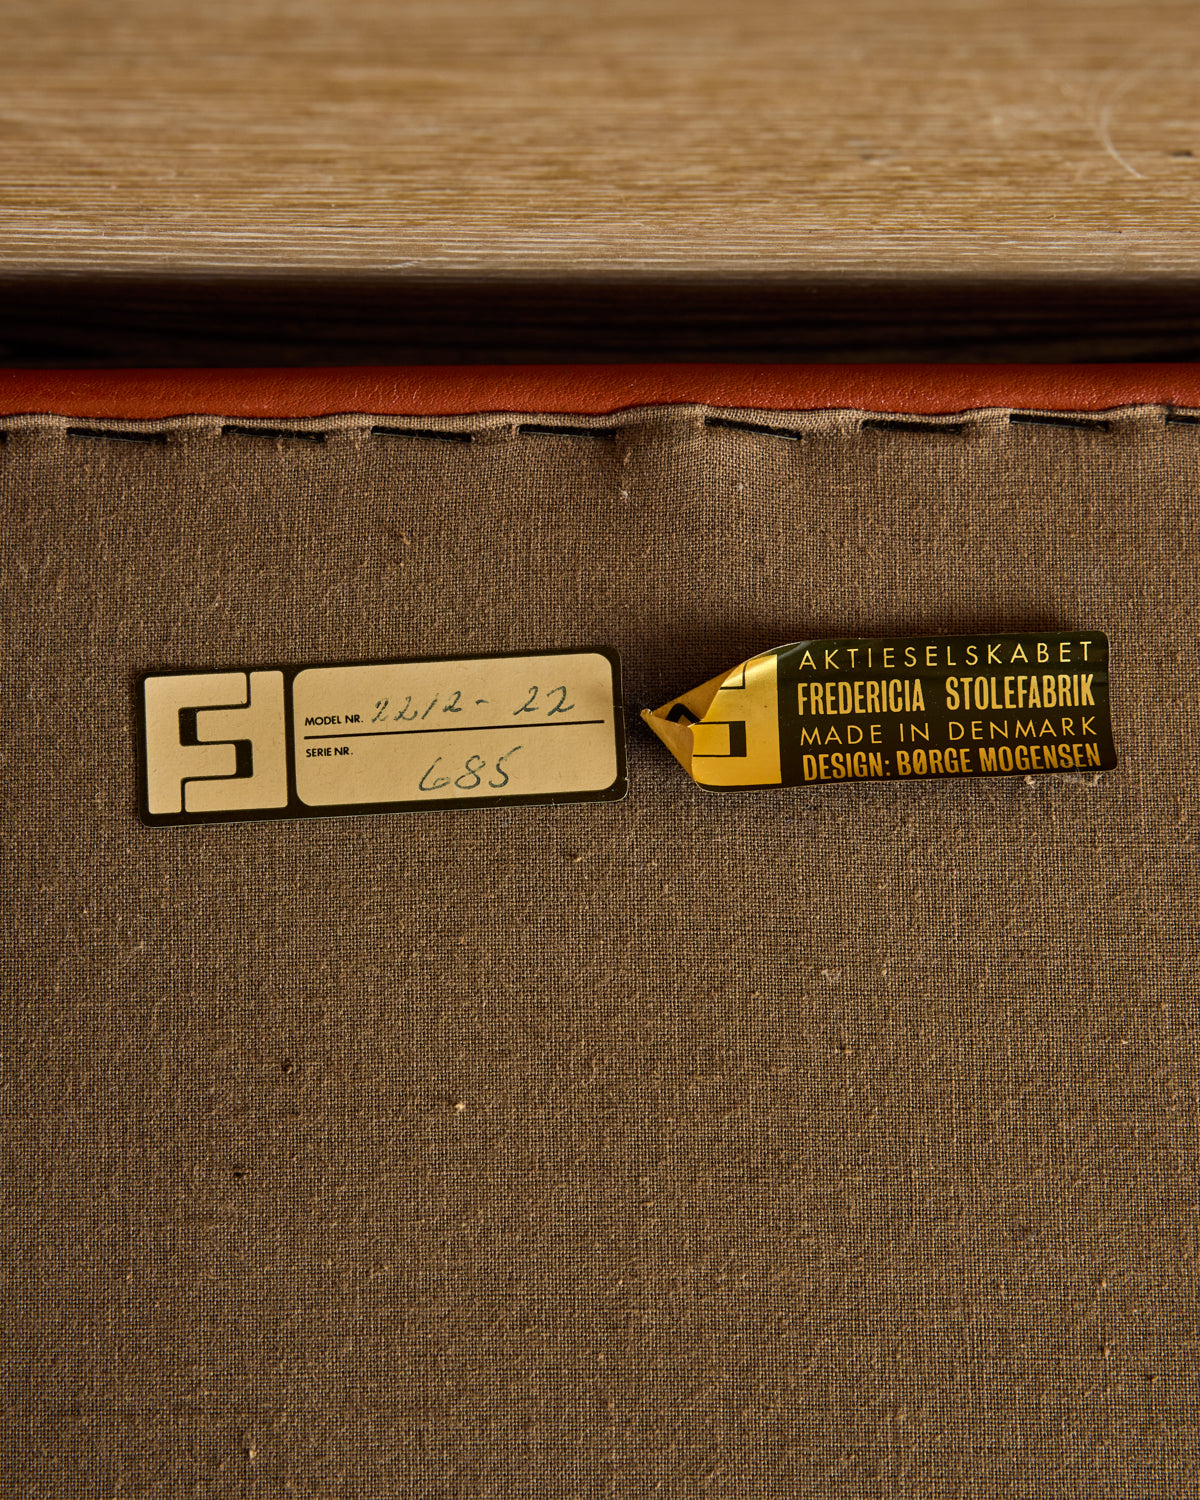 MODEL NR. 2212 - 22
SERIE NR.
685
AKTIESELSKABET
FREDERICIA STOLEFABRIK
MADE IN DENMARK
DESIGN: BØRGE MOGENSEN